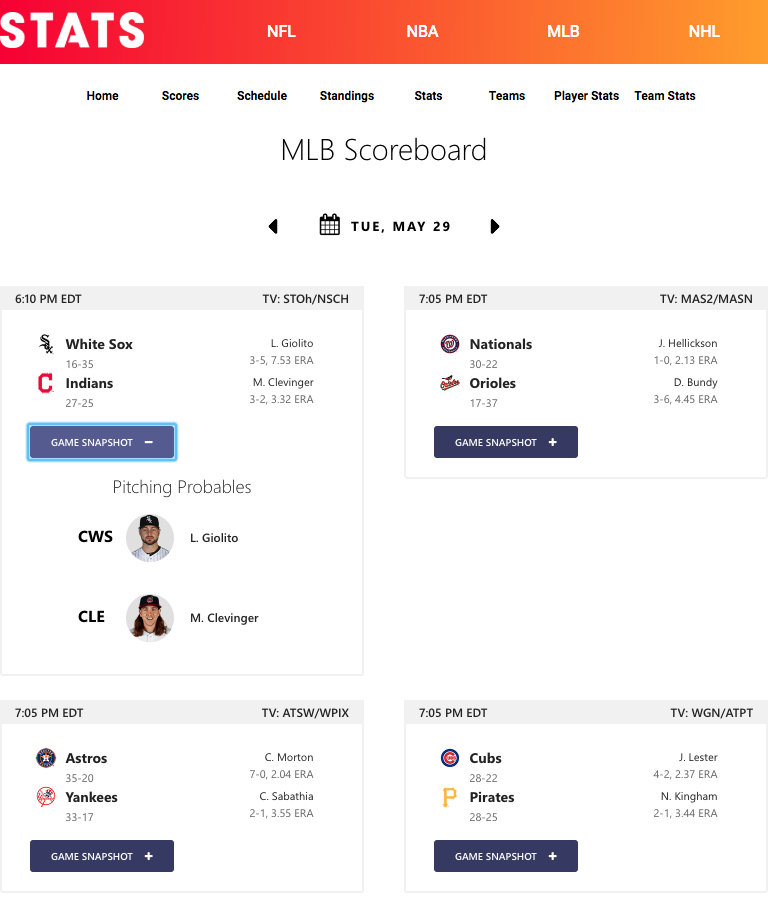 STATS NFL NBA MLB NHL
Home Scores Schedule Standings Stats Teams Player Stats Team Stats
MLB Scoreboard
TUE, MAY 29
6:10 PM EDT TV: STOh/NSCH
White Sox L. Giolito
16-35 3-5, 7.53 ERA
Indians M. Clevinger
27-25 3-2, 3.32 ERA
GAME SNAPSHOT −
Pitching Probables
CWS L. Giolito
CLE M. Clevinger
7:05 PM EDT TV: MAS2/MASN
Nationals J. Hellickson
30-22 1-0, 2.13 ERA
Orioles D. Bundy
17-37 3-6, 4.45 ERA
GAME SNAPSHOT +
7:05 PM EDT TV: ATSW/WPIX
Astros C. Morton
35-20 7-0, 2.04 ERA
Yankees C. Sabathia
33-17 2-1, 3.55 ERA
GAME SNAPSHOT +
7:05 PM EDT TV: WGN/ATPT
Cubs J. Lester
28-22 4-2, 2.37 ERA
Pirates N. Kingham
28-25 2-1, 3.44 ERA
GAME SNAPSHOT +